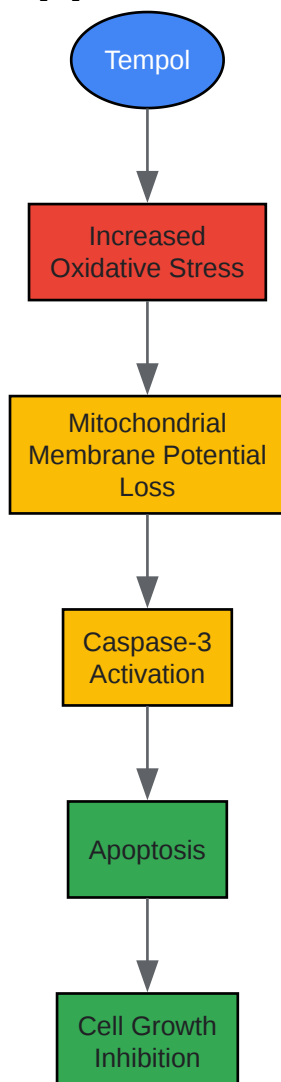 Tempol
Increased
Oxidative Stress
Mitochondrial
Membrane Potential
Loss
Caspase-3
Activation
Apoptosis
Cell Growth
Inhibition